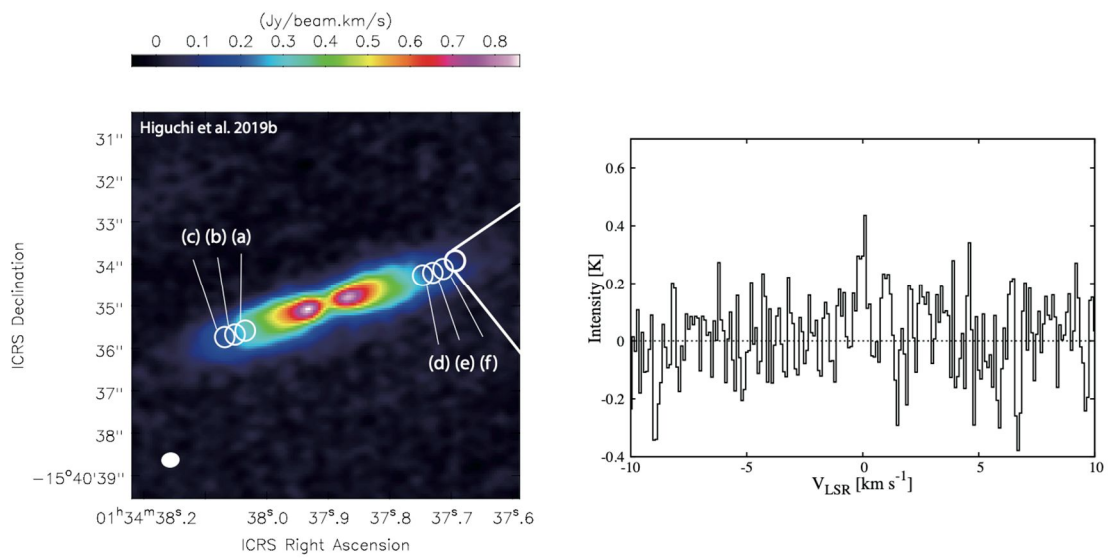 (Jy/beam.km/s)
0 0.1 0.2 0.3 0.4 0.5 0.6 0.7 0.8
Higuchi et al. 2019b
31"
32"
33"
34"
35"
36"
37"
38"
−15°40'39"
ICRS Declination
(c) (b) (a)
(d) (e) (f)
01ʰ34ᵐ38ˢ.2 38ˢ.0 37ˢ.9 37ˢ.8 37ˢ.7 37ˢ.6
ICRS Right Ascension
0.6
0.4
0.2
0
-0.2
-0.4
Intensity [K]
-10 -5 0 5 10
V_LSR [km s⁻¹]